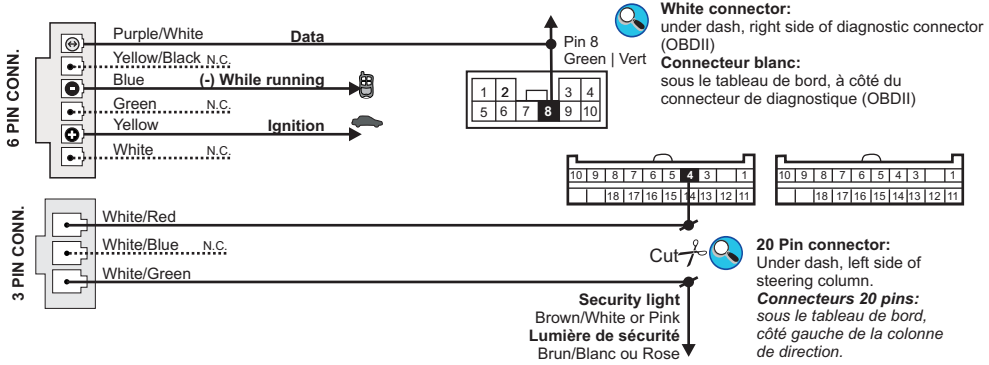 6 PIN CONN.
Purple/White
Data
Yellow/Black N.C.
Blue
(-) While running
Green
N.C.
Yellow
Ignition
White
N.C.
Pin 8
Green | Vert
1 2 3 4
5 6 7 8 9 10
White connector:
under dash, right side of diagnostic connector
(OBDII)
Connecteur blanc:
sous le tableau de bord, à côté du
connecteur de diagnostique (OBDII)
10 9 8 7 6 5 4 3 1
18 17 16 15 14 13 12 11
10 9 8 7 6 5 4 3 1
18 17 16 15 14 13 12 11
3 PIN CONN.
White/Red
White/Blue N.C.
White/Green
Cut
20 Pin connector:
Under dash, left side of
steering column.
Connecteurs 20 pins:
sous le tableau de bord,
côté gauche de la colonne
de direction.
Security light
Brown/White or Pink
Lumière de sécurité
Brun/Blanc ou Rose